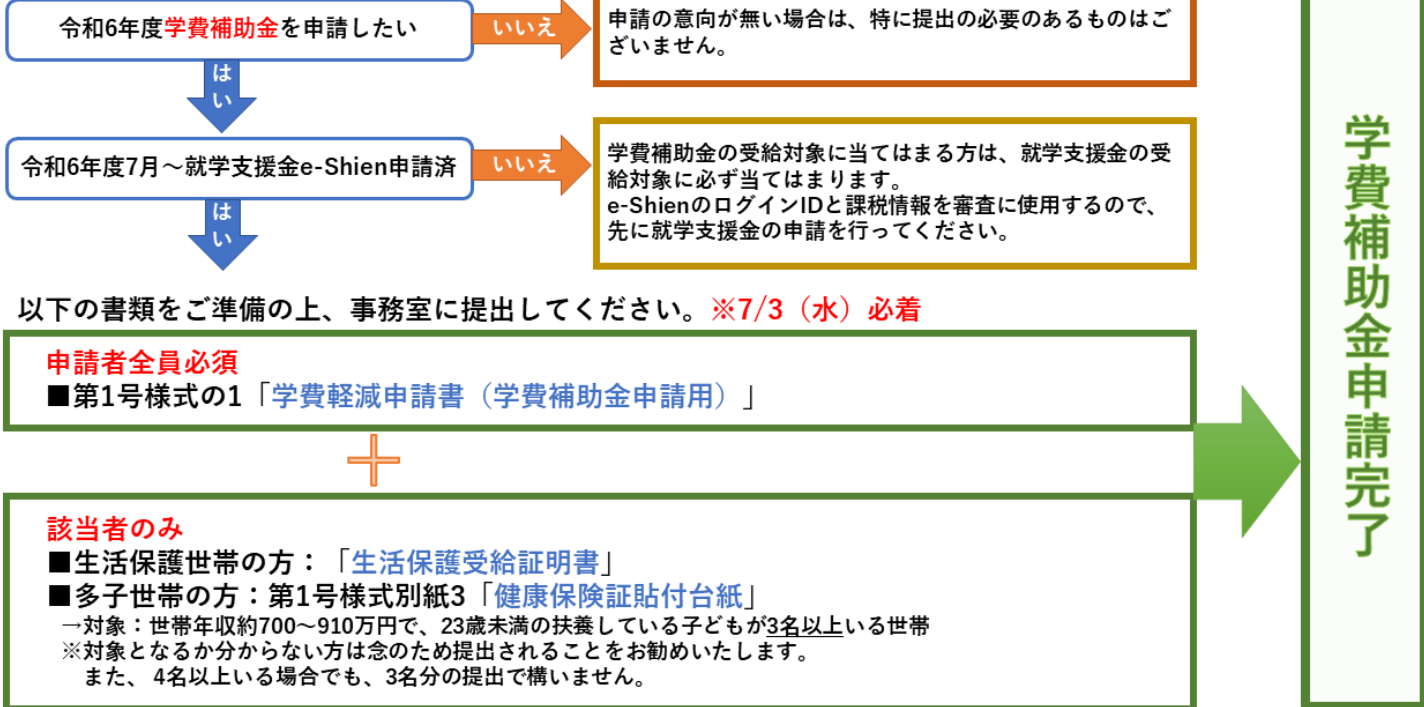 令和6年度学費補助金を申請したい
いいえ
申請の意向が無い場合は、特に提出の必要のあるものはご
ざいません。
はい
令和6年度7月～就学支援金e-Shien申請済
いいえ
学費補助金の受給対象に当てはまる方は、就学支援金の受
給対象に必ず当てはまります。
e-ShienのログインIDと課税情報を審査に使用するので、
先に就学支援金の申請を行ってください。
はい
以下の書類をご準備の上、事務室に提出してください。※7/3（水）必着
申請者全員必須
■第1号様式の1「学費軽減申請書（学費補助金申請用）」
該当者のみ
■生活保護世帯の方：「生活保護受給証明書」
■多子世帯の方：第1号様式別紙3「健康保険証貼付台紙」
→対象：世帯年収約700～910万円で、23歳未満の扶養している子どもが3名以上いる世帯
※対象となるか分からない方は念のため提出されることをお勧めいたします。
また、 4名以上いる場合でも、3名分の提出で構いません。
学費補助金申請完了